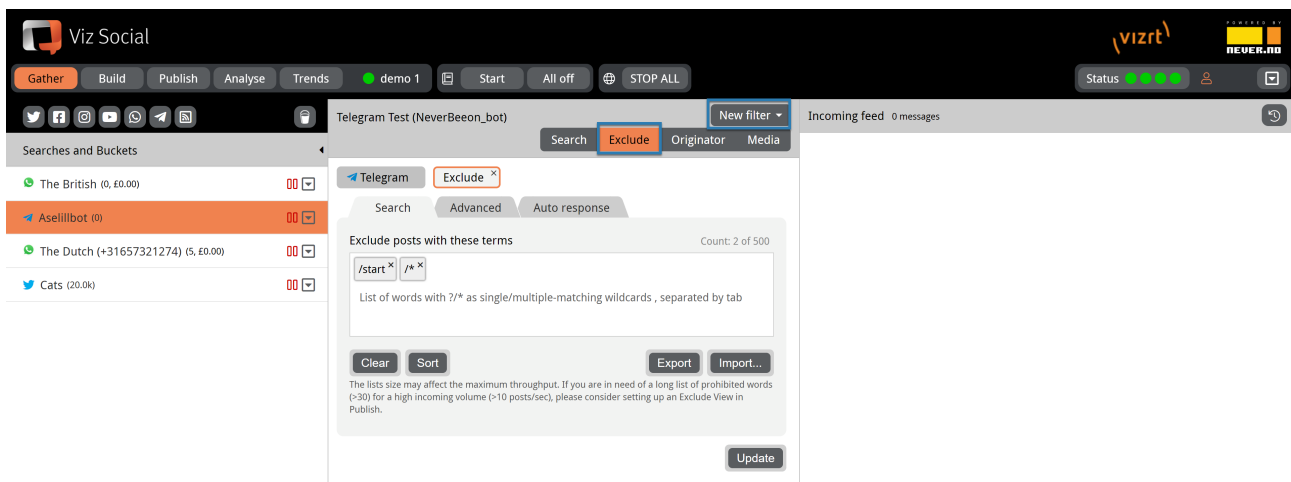 Viz Social
vizrt
POWERED BY
NEVER.NO
Gather Build Publish Analyse Trends demo 1 Start All off STOP ALL Status
Telegram Test (NeverBeeon_bot) New filter
Incoming feed 0 messages
Search Exclude Originator Media
Searches and Buckets
The British (0, £0.00)
Aselillbot (0)
The Dutch (+31657321274) (5, £0.00)
Cats (20.0k)
Telegram Exclude ×
Search Advanced Auto response
Exclude posts with these terms Count: 2 of 500
/start × /* ×
List of words with ?/* as single/multiple-matching wildcards , separated by tab
Clear Sort Export Import...
The lists size may affect the maximum throughput. If you are in need of a long list of prohibited words
(>30) for a high incoming volume (>10 posts/sec), please consider setting up an Exclude View in
Publish.
Update